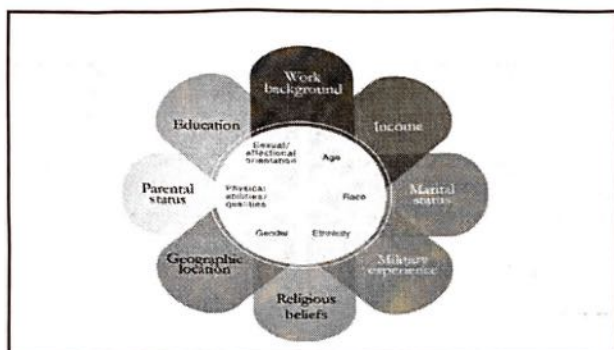 Work
background
Education
Income
Sexual/
affectional
orientation
Age
Parental
status
Physical
abilities/
qualities
Race
Marital
status
Gender
Ethnicity
Geographic
location
Military
experience
Religious
beliefs